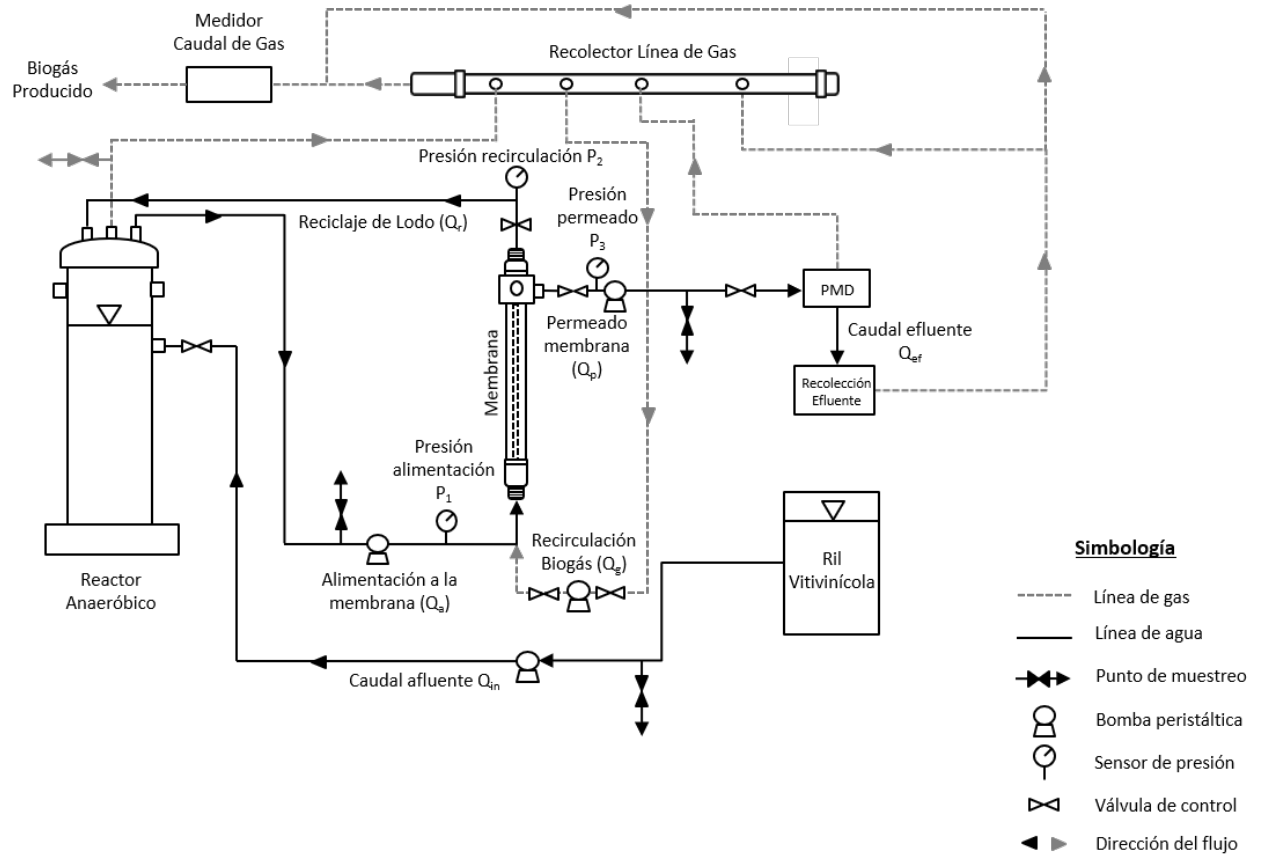 Medidor
Caudal de Gas
Recolector Línea de Gas
Biogás
Producido
Presión recirculación P2
Presión
permeado
P3
Reciclaje de Lodo (Qr)
PMD
Permeado
membrana
(Qp)
Caudal efluente
Qef
Membrana
Recolección
Efluente
Presión
alimentación
P1
Recirculación
Biogás (Qg)
Ril
Vitivinícola
Reactor
Anaeróbico
Alimentación a la
membrana (Qa)
Caudal afluente Qin
Simbología
Línea de gas
Línea de agua
Punto de muestreo
Bomba peristáltica
Sensor de presión
Válvula de control
Dirección del flujo